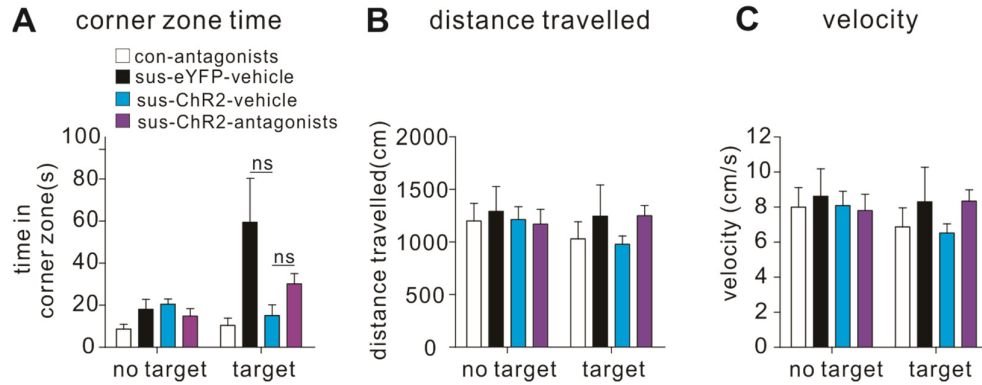 A corner zone time
con-antagonists
sus-eYFP-vehicle
sus-ChR2-vehicle
sus-ChR2-antagonists
time in
corner zone(s)
100
80
60
40
20
0
ns
ns
no target target
B distance travelled
distance travelled(cm)
2000
1500
1000
500
0
no target target
C velocity
velocity (cm/s)
12
10
8
6
4
2
0
no target target